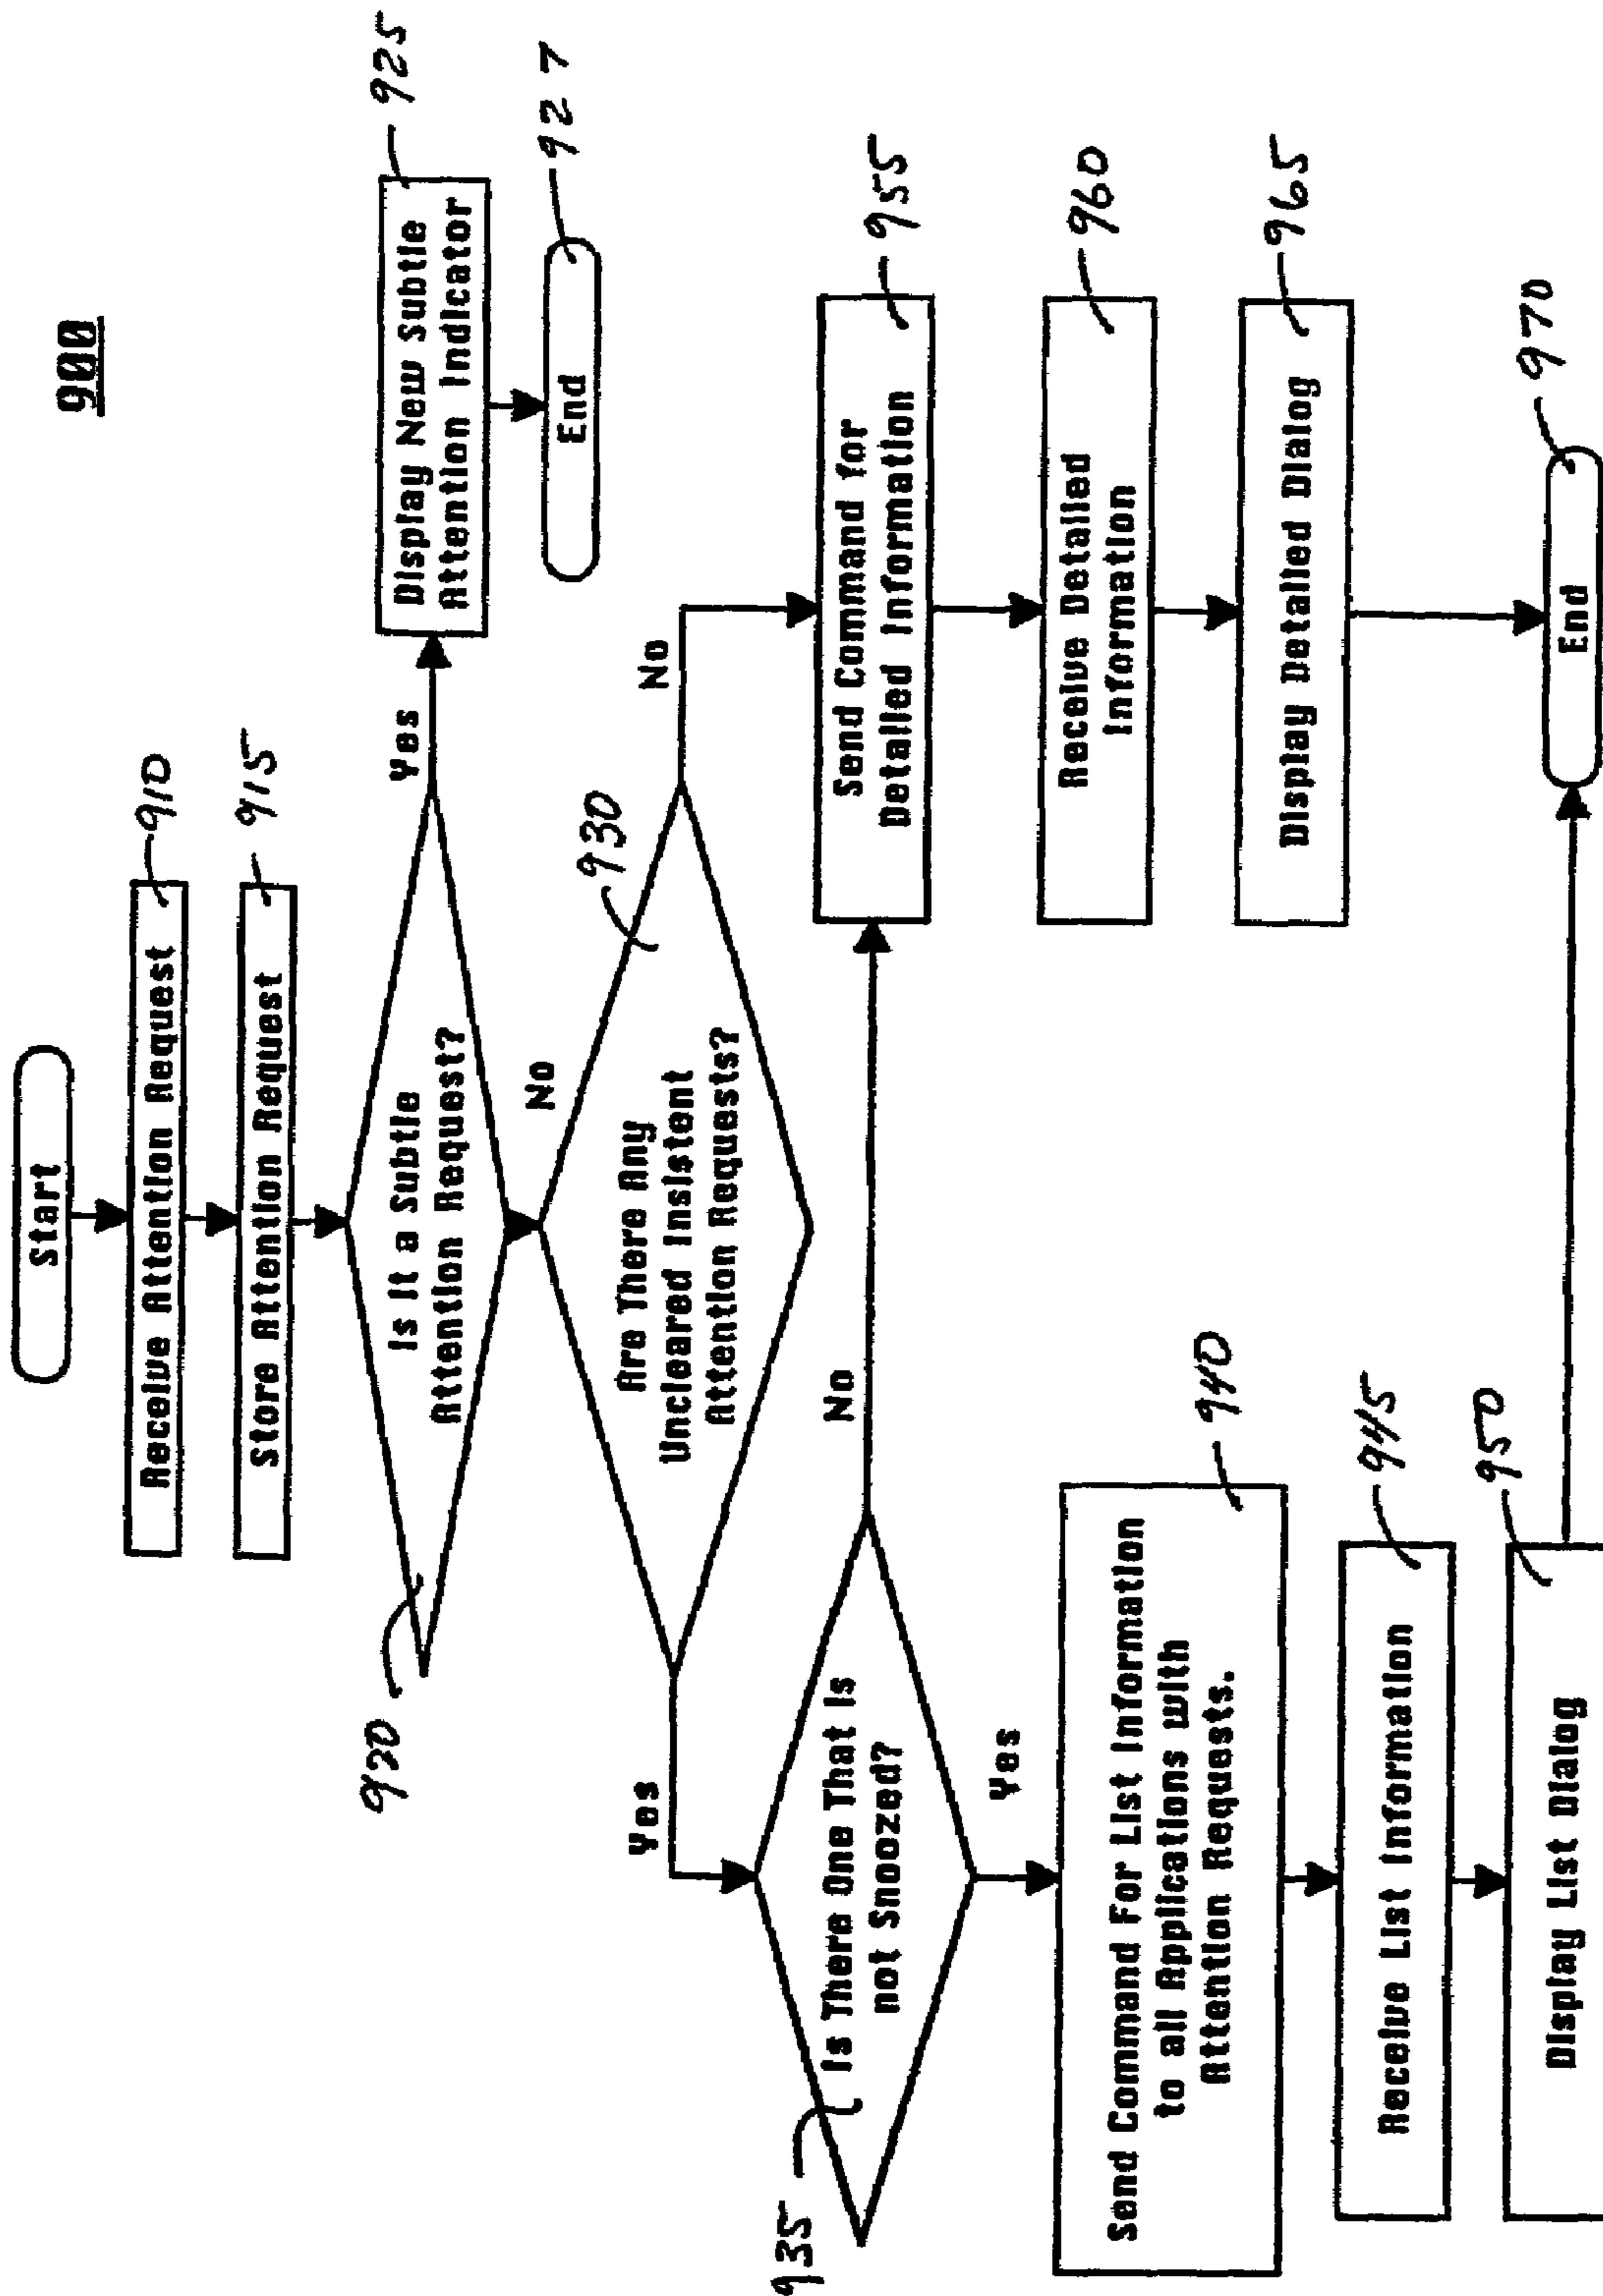 900
Start
Receive Attention Request
910
Store Attention Request
915
920
Is It a Subtle
Attention Request?
Yes
Display New Subtle
Attention Indicator
925
End
927
No
930
Are There Any
Uncleared Insistent
Attention Requests?
No
Yes
935
Is There One That Is
not Snoozed?
No
Yes
Send Command For List Information
to all Applications with
Attention Requests.
940
Receive List Information
945
Display List Dialog
950
Send Command for
Detailed Information
955
Receive Detailed
Information
960
Display Detailed Dialog
965
End
970